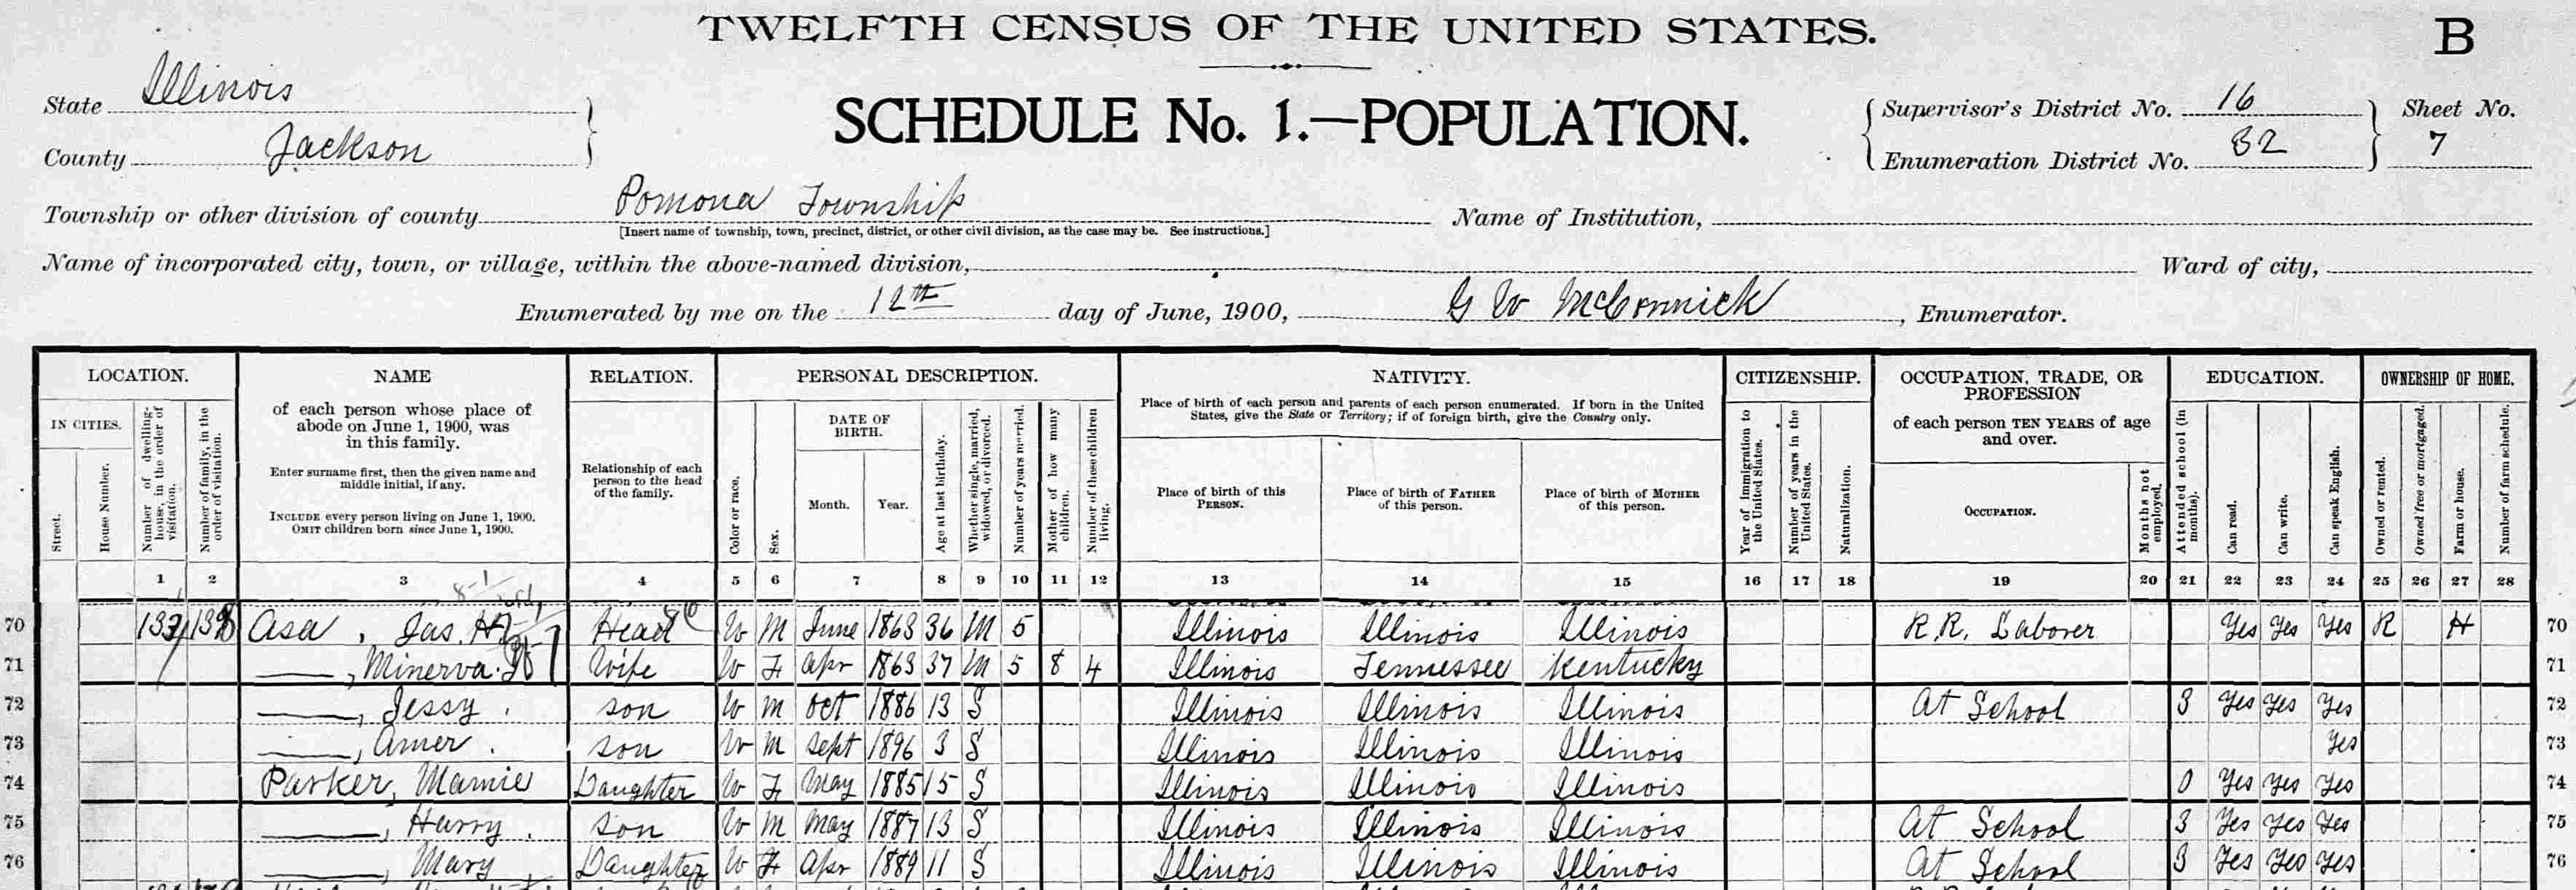 TWELFTH CENSUS OF THE UNITED STATES.
B
State Illinois
County Jackson
SCHEDULE No. 1.—POPULATION.
Supervisor's District No. 16
Enumeration District No. 82
Sheet No.
7
Township or other division of county Pomona Township
[Insert name of township, town, precinct, district, or other civil division, as the case may be. See instructions.]
Name of Institution,
Name of incorporated city, town, or village, within the above-named division,
Ward of city,
Enumerated by me on the 12th day of June, 1900, G W McCormick, Enumerator.
LOCATION.
IN CITIES.
Street.
House Number.
Number of dwelling-house, in the order of visitation.
Number of family, in the order of visitation.
NAME
of each person whose place of abode on June 1, 1900, was in this family.
Enter surname first, then the given name and middle initial, if any.
INCLUDE every person living on June 1, 1900.
OMIT children born since June 1, 1900.
RELATION.
Relationship of each person to the head of the family.
PERSONAL DESCRIPTION.
Color or race.
Sex.
DATE OF BIRTH.
Month. Year.
Age at last birthday.
Whether single, married, widowed, or divorced.
Number of years married.
Mother of how many children.
Number of these children living.
NATIVITY.
Place of birth of each person and parents of each person enumerated. If born in the United States, give the State or Territory; if of foreign birth, give the Country only.
Place of birth of this PERSON.
Place of birth of FATHER of this person.
Place of birth of MOTHER of this person.
CITIZENSHIP.
Year of immigration to the United States.
Number of years in the United States.
Naturalization.
OCCUPATION, TRADE, OR PROFESSION
of each person TEN YEARS of age and over.
OCCUPATION.
Months not employed.
EDUCATION.
Attended school (in months).
Can read.
Can write.
Can speak English.
OWNERSHIP OF HOME.
Owned or rented.
Owned free or mortgaged.
Farm or house.
Number of farm schedule.
1 2 3 4 5 6 7 8 9 10 11 12 13 14 15 16 17 18 19 20 21 22 23 24 25 26 27 28
70 Asa, Jas. Head W M June 1863 36 M 5 Illinois Illinois Illinois R.R. Laborer Yes Yes Yes R H 70
71 ——, Minerva Wife W F Apr 1863 37 M 5 8 4 Illinois Tennessee Kentucky 71
72 ——, Jessy. son W M Oct 1886 13 S Illinois Illinois Illinois At School 3 Yes Yes Yes 72
73 ——, Amer. son W M Sept 1896 3 S Illinois Illinois Illinois Yes 73
74 Parker, Mamie Daughter W F May 1885 15 S Illinois Illinois Illinois 0 Yes Yes Yes 74
75 ——, Harry. son W M May 1887 13 S Illinois Illinois Illinois At School 3 Yes Yes Yes 75
76 ——, Mary Daughter W F Apr 1889 11 S Illinois Illinois Illinois At School 3 Yes Yes Yes 76